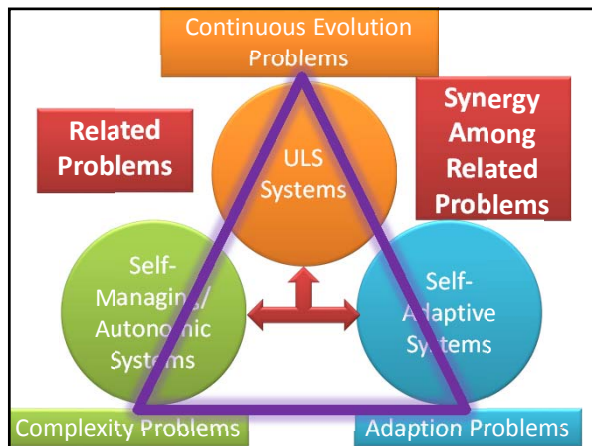 Continuous Evolution
Problems
Related
Problems
Synergy
Among
Related
Problems
ULS
Systems
Self-
Managing/
Autonomic
Systems
Self-
Adaptive
Systems
Complexity Problems
Adaption Problems